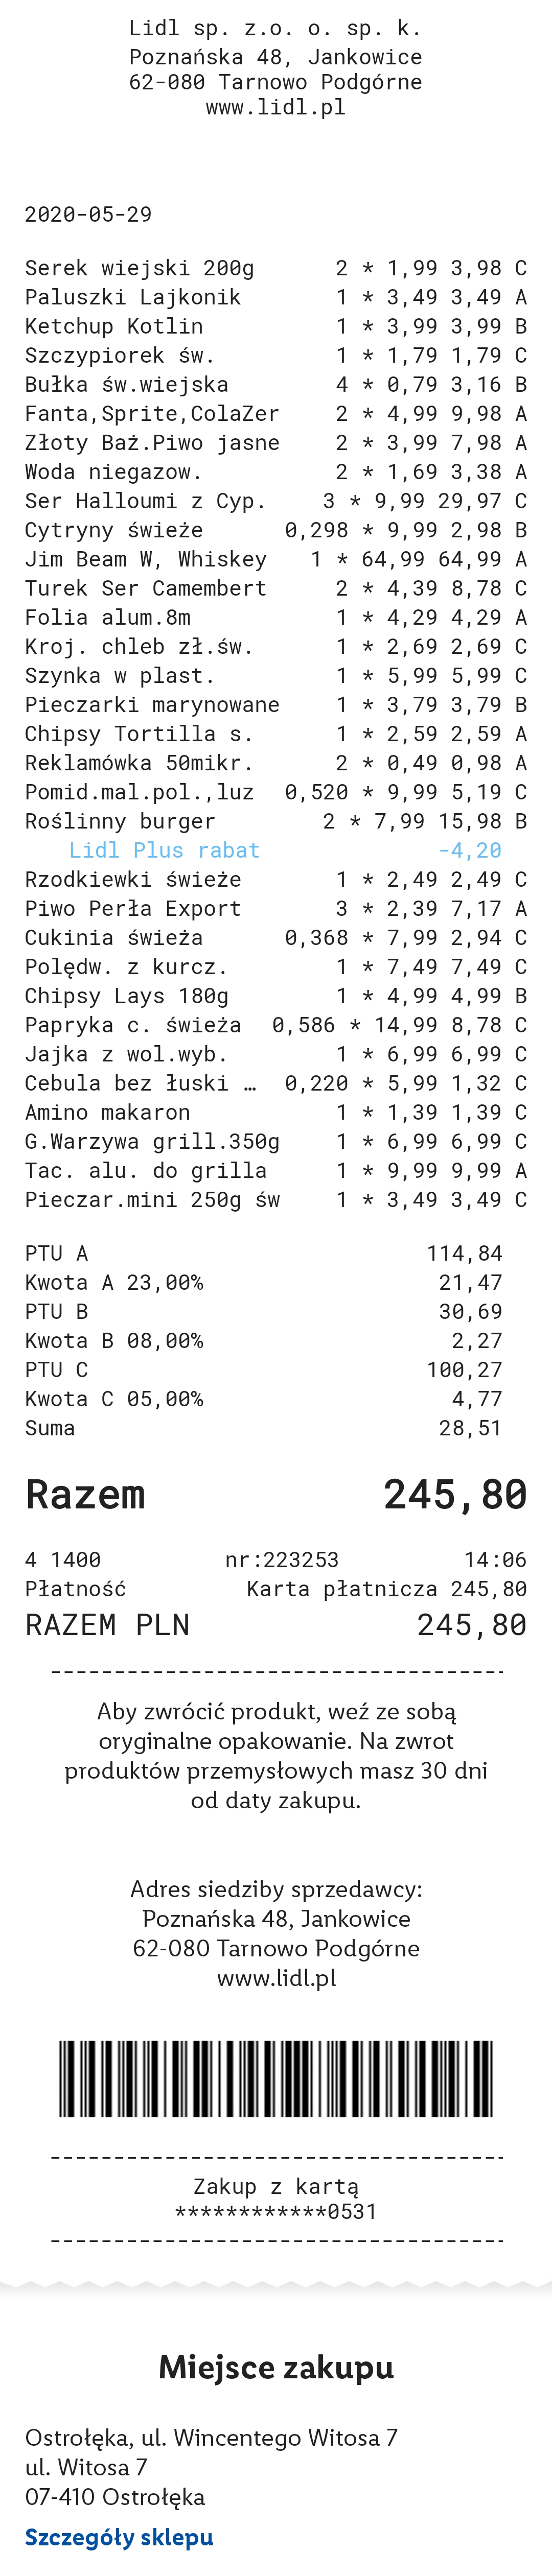 Lidl sp. z.o. o. sp. k.
Poznańska 48, Jankowice
62-080 Tarnowo Podgórne
www.lidl.pl
2020-05-29
Serek wiejski 200g 2 * 1,99 3,98 C
Paluszki Lajkonik 1 * 3,49 3,49 A
Ketchup Kotlin 1 * 3,99 3,99 B
Szczypiorek św. 1 * 1,79 1,79 C
Bułka św.wiejska 4 * 0,79 3,16 B
Fanta,Sprite,ColaZer 2 * 4,99 9,98 A
Złoty Baż.Piwo jasne 2 * 3,99 7,98 A
Woda niegazow. 2 * 1,69 3,38 A
Ser Halloumi z Cyp. 3 * 9,99 29,97 C
Cytryny świeże 0,298 * 9,99 2,98 B
Jim Beam W, Whiskey 1 * 64,99 64,99 A
Turek Ser Camembert 2 * 4,39 8,78 C
Folia alum.8m 1 * 4,29 4,29 A
Kroj. chleb zł.św. 1 * 2,69 2,69 C
Szynka w plast. 1 * 5,99 5,99 C
Pieczarki marynowane 1 * 3,79 3,79 B
Chipsy Tortilla s. 1 * 2,59 2,59 A
Reklamówka 50mikr. 2 * 0,49 0,98 A
Pomid.mal.pol.,luz 0,520 * 9,99 5,19 C
Roślinny burger 2 * 7,99 15,98 B
Lidl Plus rabat -4,20
Rzodkiewki świeże 1 * 2,49 2,49 C
Piwo Perła Export 3 * 2,39 7,17 A
Cukinia świeża 0,368 * 7,99 2,94 C
Polędw. z kurcz. 1 * 7,49 7,49 C
Chipsy Lays 180g 1 * 4,99 4,99 B
Papryka c. świeża 0,586 * 14,99 8,78 C
Jajka z wol.wyb. 1 * 6,99 6,99 C
Cebula bez łuski … 0,220 * 5,99 1,32 C
Amino makaron 1 * 1,39 1,39 C
G.Warzywa grill.350g 1 * 6,99 6,99 C
Tac. alu. do grilla 1 * 9,99 9,99 A
Pieczar.mini 250g św 1 * 3,49 3,49 C
PTU A 114,84
Kwota A 23,00% 21,47
PTU B 30,69
Kwota B 08,00% 2,27
PTU C 100,27
Kwota C 05,00% 4,77
Suma 28,51
Razem 245,80
4 1400 nr:223253 14:06
Płatność Karta płatnicza 245,80
RAZEM PLN 245,80
------------------------------------
Aby zwrócić produkt, weź ze sobą
oryginalne opakowanie. Na zwrot
produktów przemysłowych masz 30 dni
od daty zakupu.
Adres siedziby sprzedawcy:
Poznańska 48, Jankowice
62-080 Tarnowo Podgórne
www.lidl.pl
------------------------------------
Zakup z kartą
************0531
------------------------------------
Miejsce zakupu
Ostrołęka, ul. Wincentego Witosa 7
ul. Witosa 7
07-410 Ostrołęka
Szczegóły sklepu